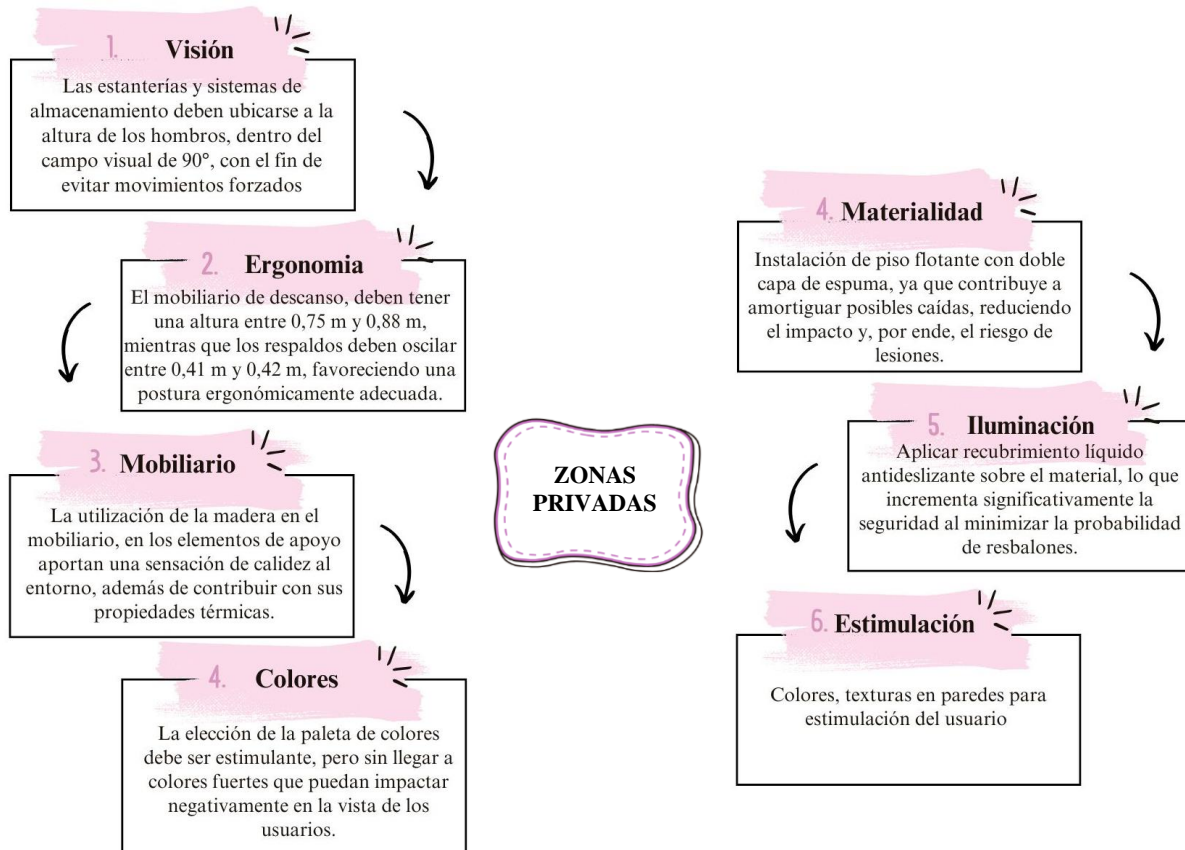 1. Visión
Las estanterías y sistemas de
almacenamiento deben ubicarse a la
altura de los hombros, dentro del
campo visual de 90°, con el fin de
evitar movimientos forzados
2. Ergonomia
El mobiliario de descanso, deben tener
una altura entre 0,75 m y 0,88 m,
mientras que los respaldos deben oscilar
entre 0,41 m y 0,42 m, favoreciendo una
postura ergonómicamente adecuada.
3. Mobiliario
La utilización de la madera en el
mobiliario, en los elementos de apoyo
aportan una sensación de calidez al
entorno, además de contribuir con sus
propiedades térmicas.
4. Colores
La elección de la paleta de colores
debe ser estimulante, pero sin llegar a
colores fuertes que puedan impactar
negativamente en la vista de los
usuarios.
ZONAS
PRIVADAS
4. Materialidad
Instalación de piso flotante con doble
capa de espuma, ya que contribuye a
amortiguar posibles caídas, reduciendo
el impacto y, por ende, el riesgo de
lesiones.
5. Iluminación
Aplicar recubrimiento líquido
antideslizante sobre el material, lo que
incrementa significativamente la
seguridad al minimizar la probabilidad
de resbalones.
6. Estimulación
Colores, texturas en paredes para
estimulación del usuario